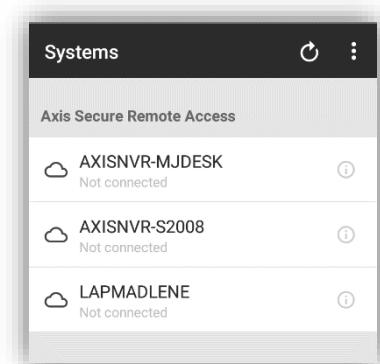 Systems
Axis Secure Remote Access
AXISNVR-MJDESK
Not connected
AXISNVR-S2008
Not connected
LAPMADLENE
Not connected